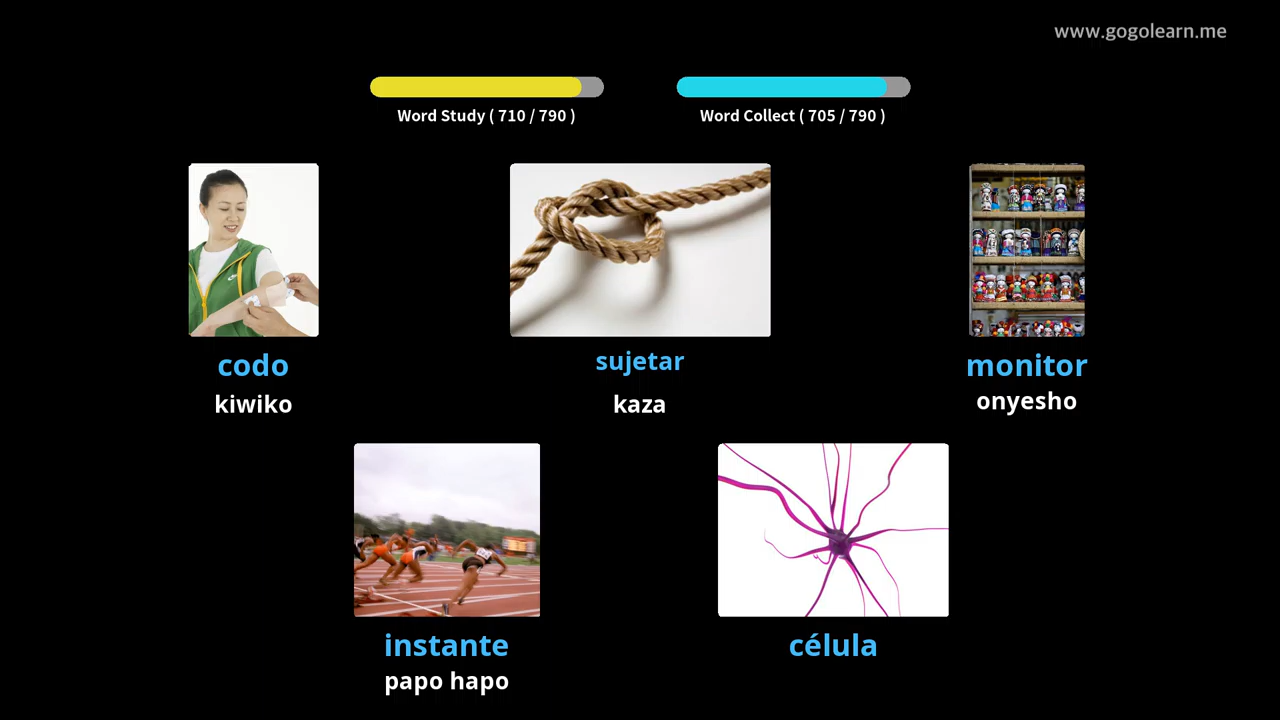 www.gogolearn.me
Word Study ( 710 / 790 )
Word Collect ( 705 / 790 )
codo
kiwiko
sujetar
kaza
monitor
onyesho
instante
papo hapo
célula